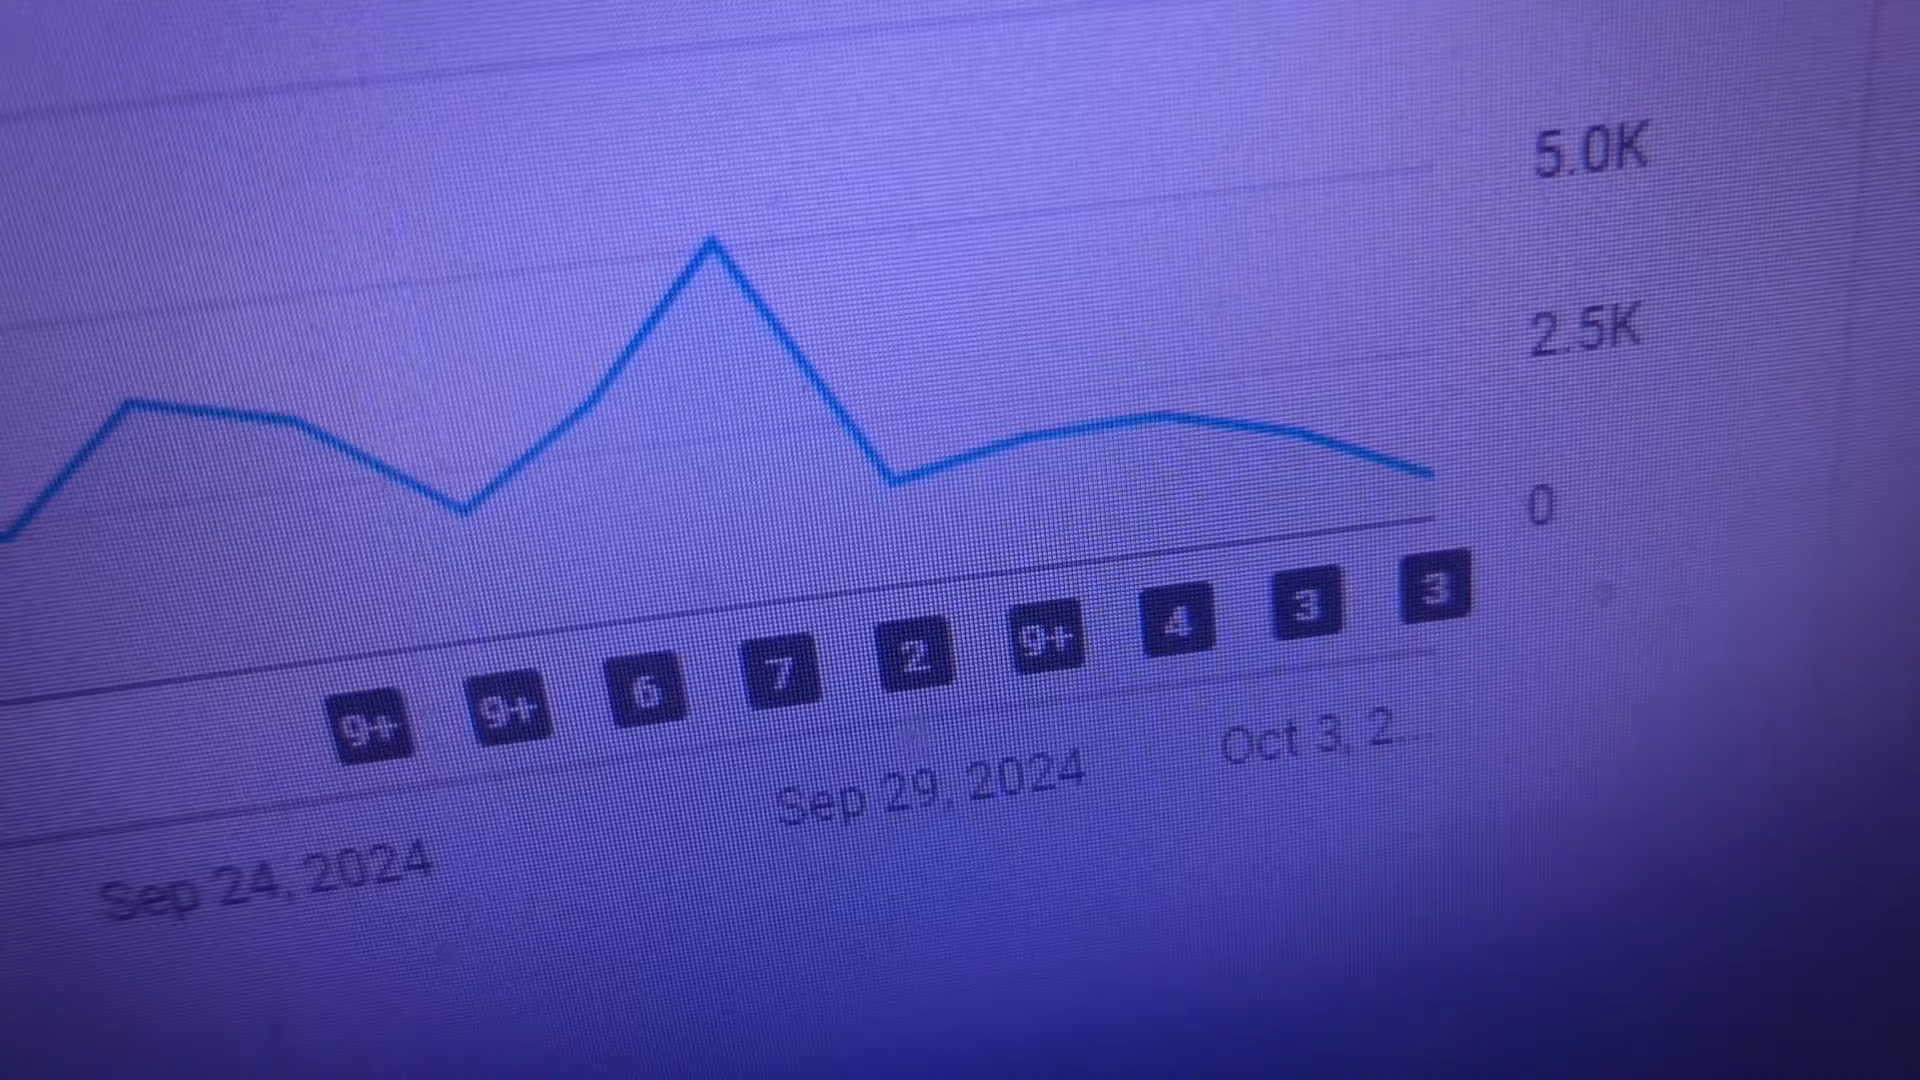 5.0K
2.5K
0
9+ 9+ 6 7 2 9+ 4 3 3
Sep 24, 2024 Sep 29, 2024 Oct 3, 2...